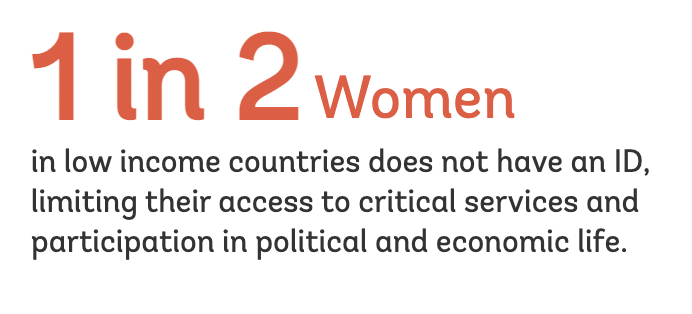 1 in 2 Women
in low income countries does not have an ID,
limiting their access to critical services and
participation in political and economic life.